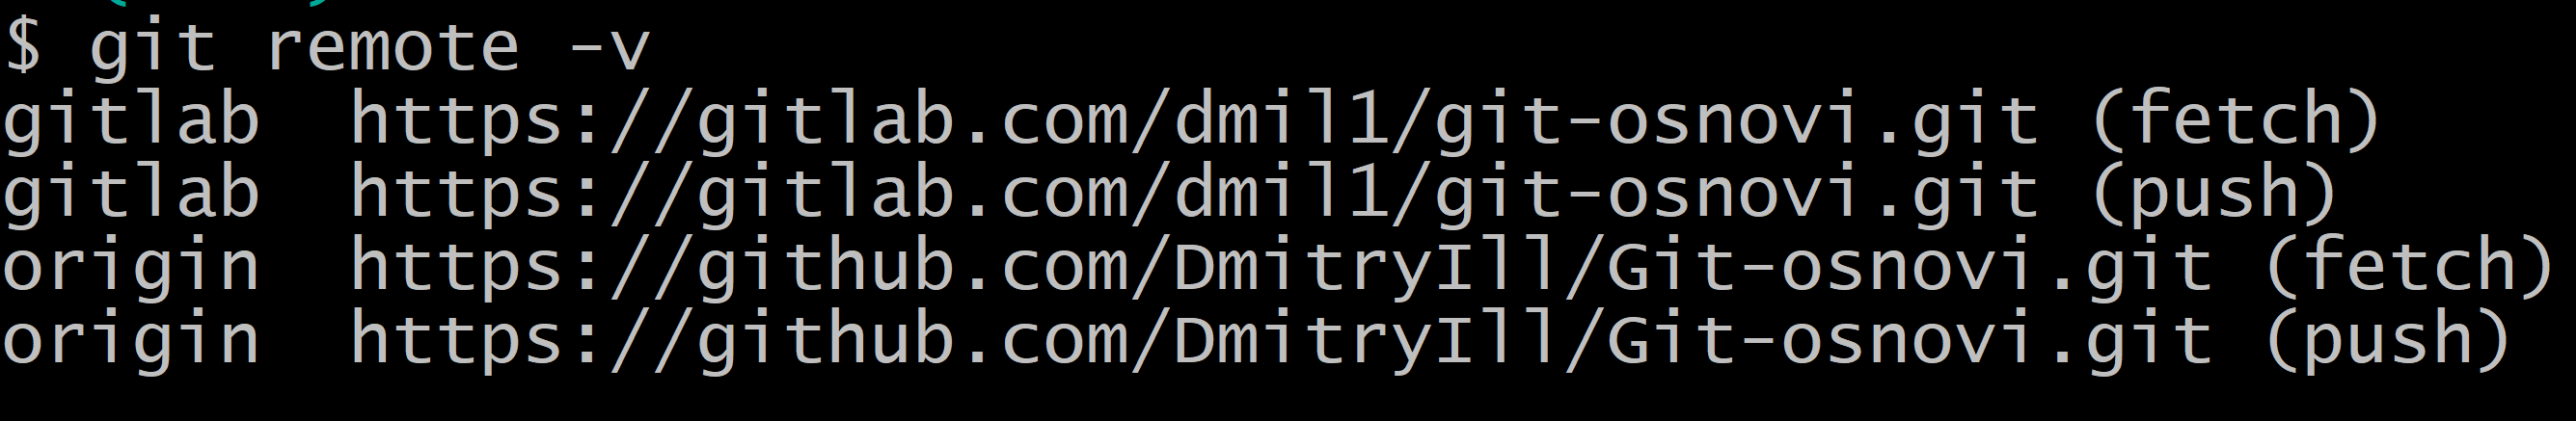 $ git remote -v
gitlab  https://gitlab.com/dmil1/git-osnovi.git (fetch)
gitlab  https://gitlab.com/dmil1/git-osnovi.git (push)
origin  https://github.com/DmitryIll/Git-osnovi.git (fetch)
origin  https://github.com/DmitryIll/Git-osnovi.git (push)